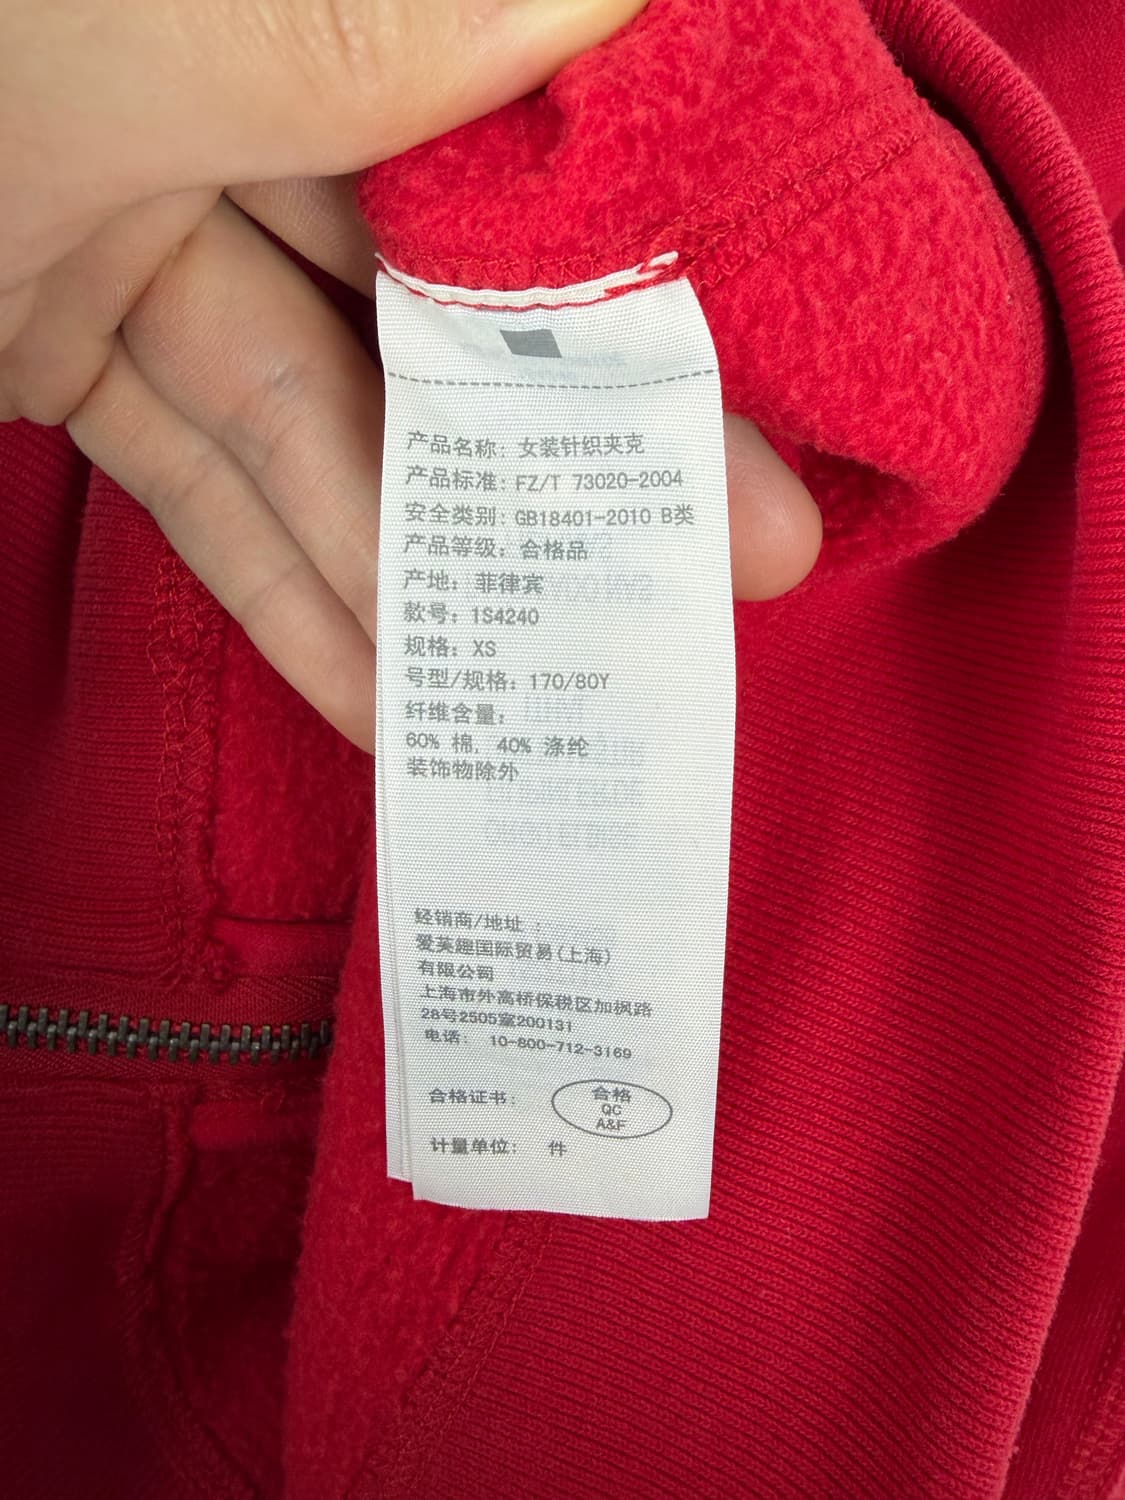 产品名称: 女装针织夹克
产品标准: FZ/T 73020-2004
安全类别: GB18401-2010 B类
产品等级: 合格品
产地: 菲律宾
款号: 1S4240
规格: XS
号型/规格: 170/80Y
纤维含量:
60% 棉, 40% 涤纶
装饰物除外
经销商/地址 :
爱芙趣国际贸易(上海)
有限公司
上海市外高桥保税区加枫路
28号2505室200131
电话: 10-800-712-3169
合格证书: 合格
QC
A&F
计量单位: 件